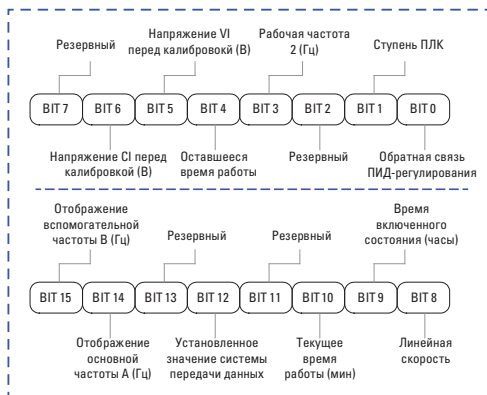 Резервный
Напряжение VI
перед калибровокй (В)
Рабочая частота
2 (Гц)
Ступень ПЛК
BIT 7
BIT 6
BIT 5
BIT 4
BIT 3
BIT 2
BIT 1
BIT 0
Напряжение CI перед
калибровкой (В)
Оставшееся
время работы
Резервный
Обратная связь
ПИД-регулирования
Отображение
вспомогательной
частоты B (Гц)
Резервный
Резервный
Время
включенного
состояния (часы)
BIT 15
BIT 14
BIT 13
BIT 12
BIT 11
BIT 10
BIT 9
BIT 8
Отображение
основной
частоты A (Гц)
Установленное
значение системы
передачи данных
Текущее
время
работы (мин)
Линейная
скорость